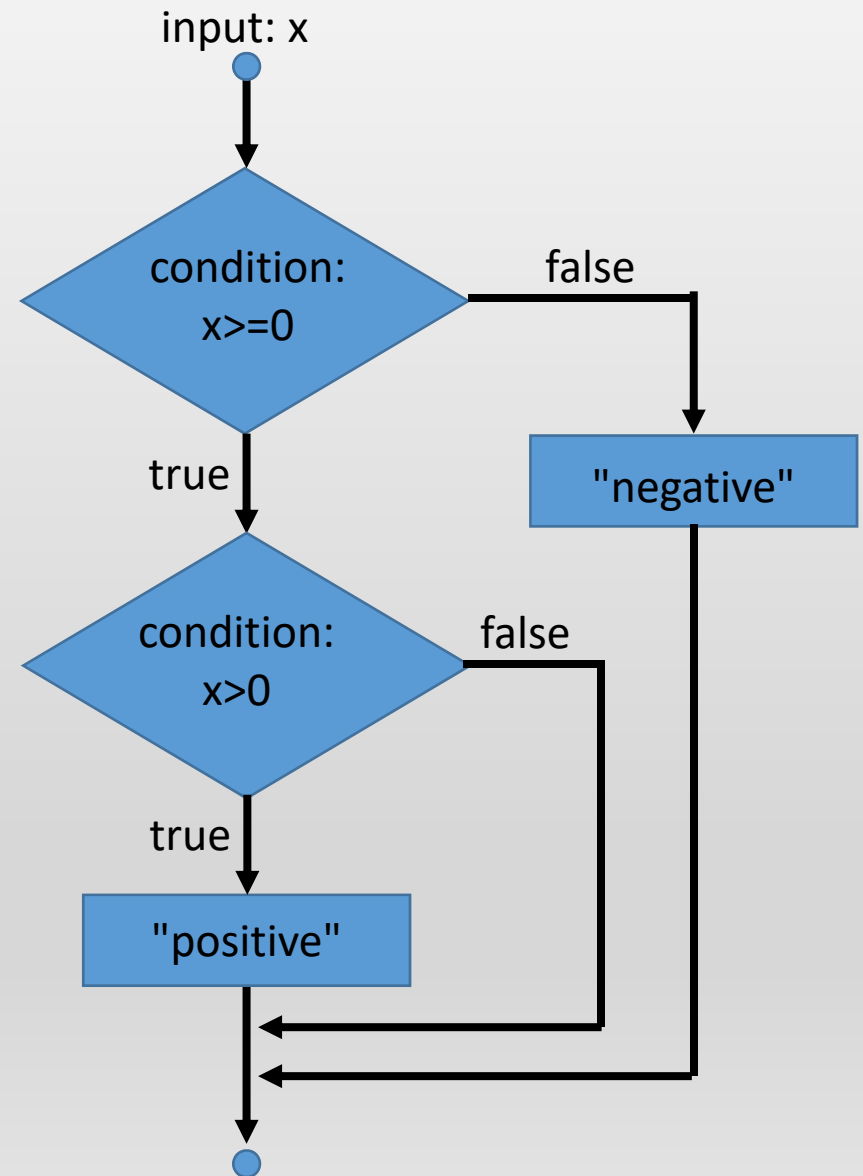 input: x
condition:
x>=0
false
true
"negative"
condition:
x>0
false
true
"positive"